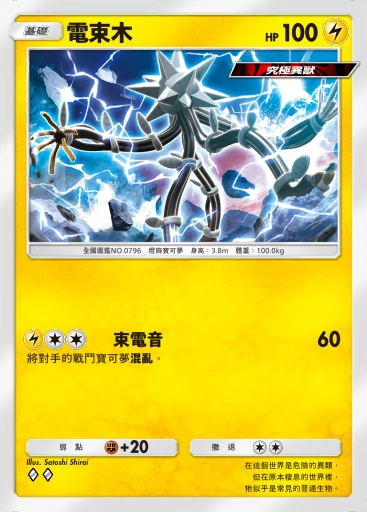 基礎 電束木 HP 100
究極異獸
全國圖鑑NO.0796 燈飾寶可夢 身高：3.8m 體重：100.0kg
束電音 60
將對手的戰鬥寶可夢混亂。
弱點 +20 撤退
Illus. Satoshi Shirai
在這個世界是危險的異類，
但在原本棲息的世界裡，
牠似乎是常見的普通生物。